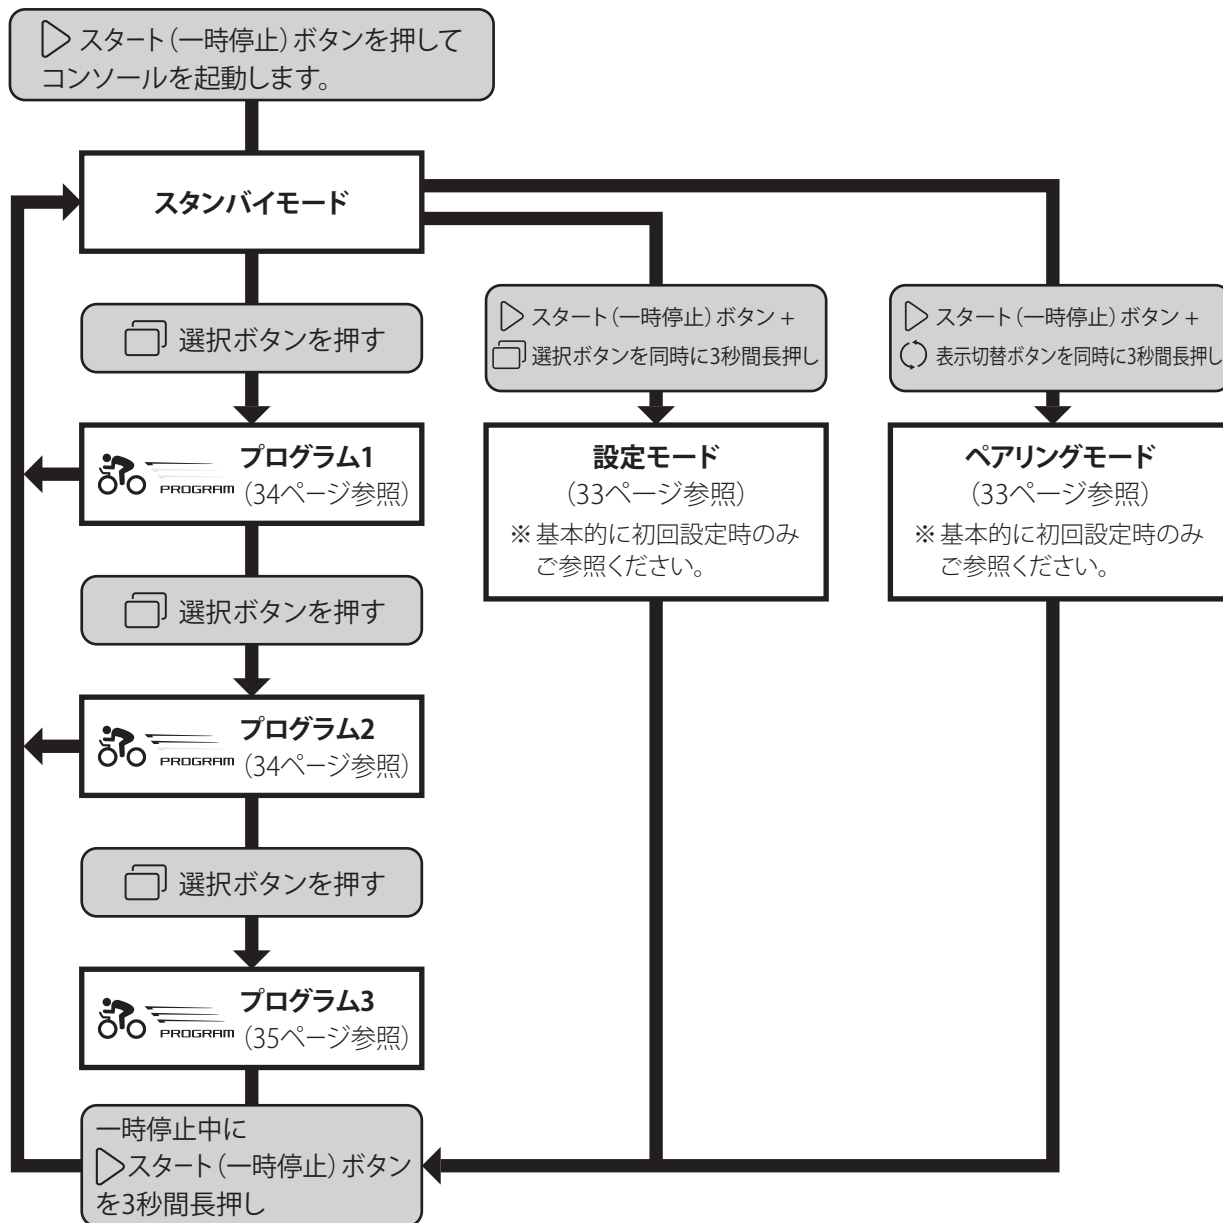 スタート（一時停止）ボタンを押して
コンソールを起動します。
スタンバイモード
選択ボタンを押す
スタート（一時停止）ボタン +
選択ボタンを同時に3秒間長押し
スタート（一時停止）ボタン +
表示切替ボタンを同時に3秒間長押し
プログラム1
PROGRAM
（34ページ参照）
設定モード
（33ページ参照）
※ 基本的に初回設定時のみ
ご参照ください。
ペアリングモード
（33ページ参照）
※ 基本的に初回設定時のみ
ご参照ください。
選択ボタンを押す
プログラム2
PROGRAM
（34ページ参照）
選択ボタンを押す
プログラム3
PROGRAM
（35ページ参照）
一時停止中に
スタート（一時停止）ボタン
を3秒間長押し